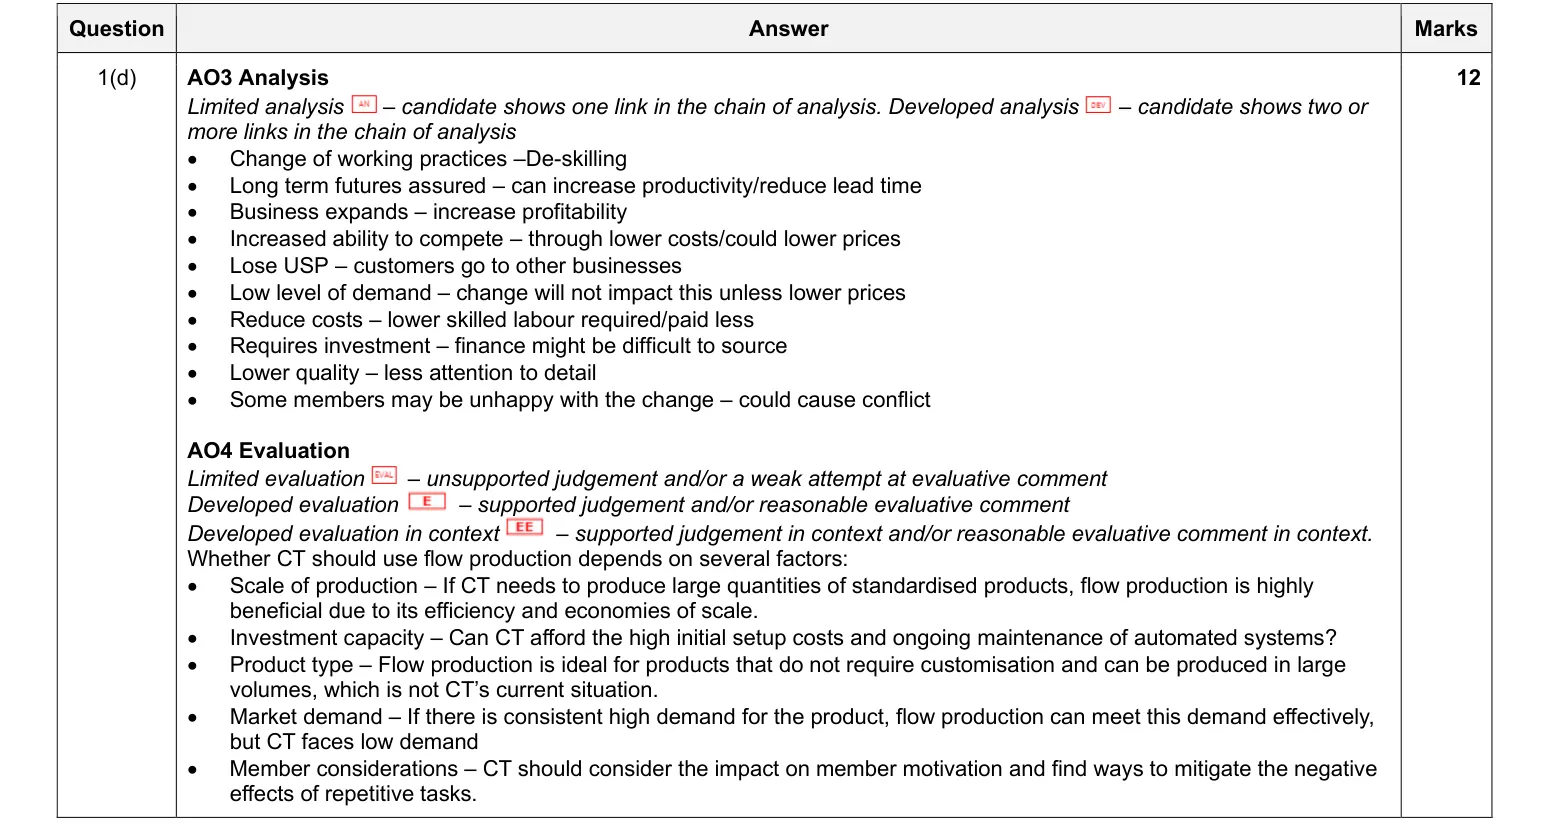 Question Answer Marks
1(d) AO3 Analysis 12
Limited analysis AN – candidate shows one link in the chain of analysis. Developed analysis DEV – candidate shows two or
more links in the chain of analysis
• Change of working practices –De-skilling
• Long term futures assured – can increase productivity/reduce lead time
• Business expands – increase profitability
• Increased ability to compete – through lower costs/could lower prices
• Lose USP – customers go to other businesses
• Low level of demand – change will not impact this unless lower prices
• Reduce costs – lower skilled labour required/paid less
• Requires investment – finance might be difficult to source
• Lower quality – less attention to detail
• Some members may be unhappy with the change – could cause conflict
AO4 Evaluation
Limited evaluation EVAL – unsupported judgement and/or a weak attempt at evaluative comment
Developed evaluation E – supported judgement and/or reasonable evaluative comment
Developed evaluation in context EE – supported judgement in context and/or reasonable evaluative comment in context.
Whether CT should use flow production depends on several factors:
• Scale of production – If CT needs to produce large quantities of standardised products, flow production is highly
beneficial due to its efficiency and economies of scale.
• Investment capacity – Can CT afford the high initial setup costs and ongoing maintenance of automated systems?
• Product type – Flow production is ideal for products that do not require customisation and can be produced in large
volumes, which is not CT’s current situation.
• Market demand – If there is consistent high demand for the product, flow production can meet this demand effectively,
but CT faces low demand
• Member considerations – CT should consider the impact on member motivation and find ways to mitigate the negative
effects of repetitive tasks.